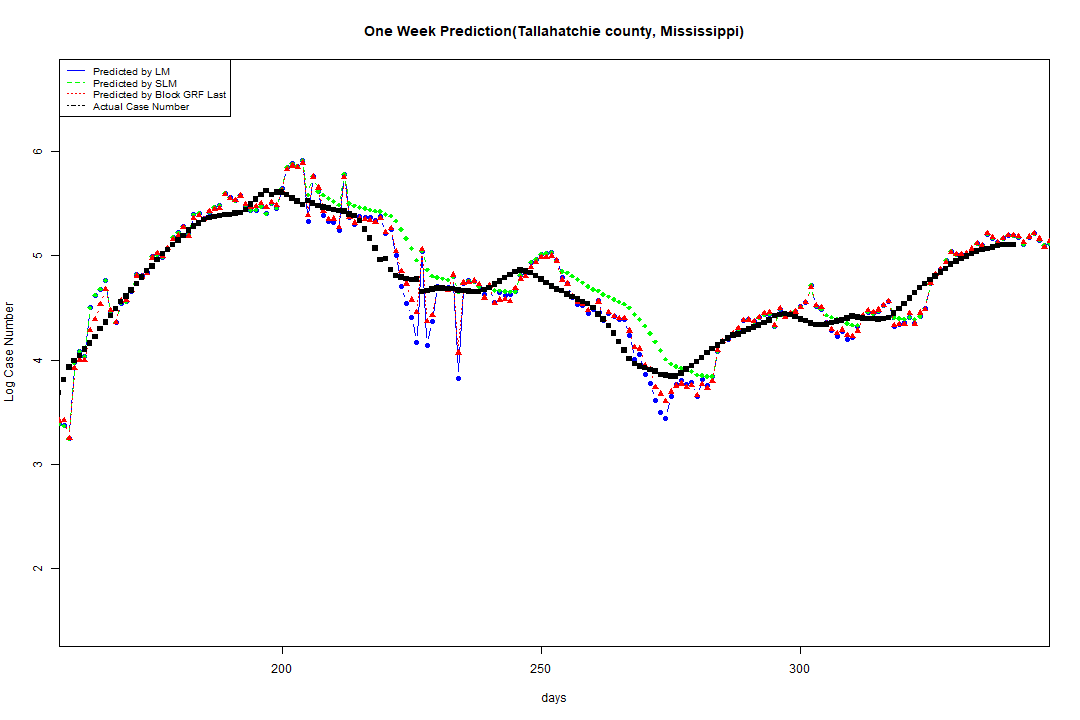 One Week Prediction(Tallahatchie county, Mississippi)
Predicted by LM
Predicted by SLM
Predicted by Block GRF Last
Actual Case Number
6
5
4
3
2
Log Case Number
200 250 300
days